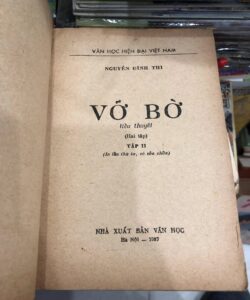 VĂN HỌC HIỆN ĐẠI VIỆT NAM
NGUYỄN ĐÌNH THI
VỠ BỜ
tiểu thuyết
(Hai tập)
TẬP II
(In lần thứ tư, có sửa chữa)
NHÀ XUẤT BẢN VĂN HỌC
Hà Nội — 1987